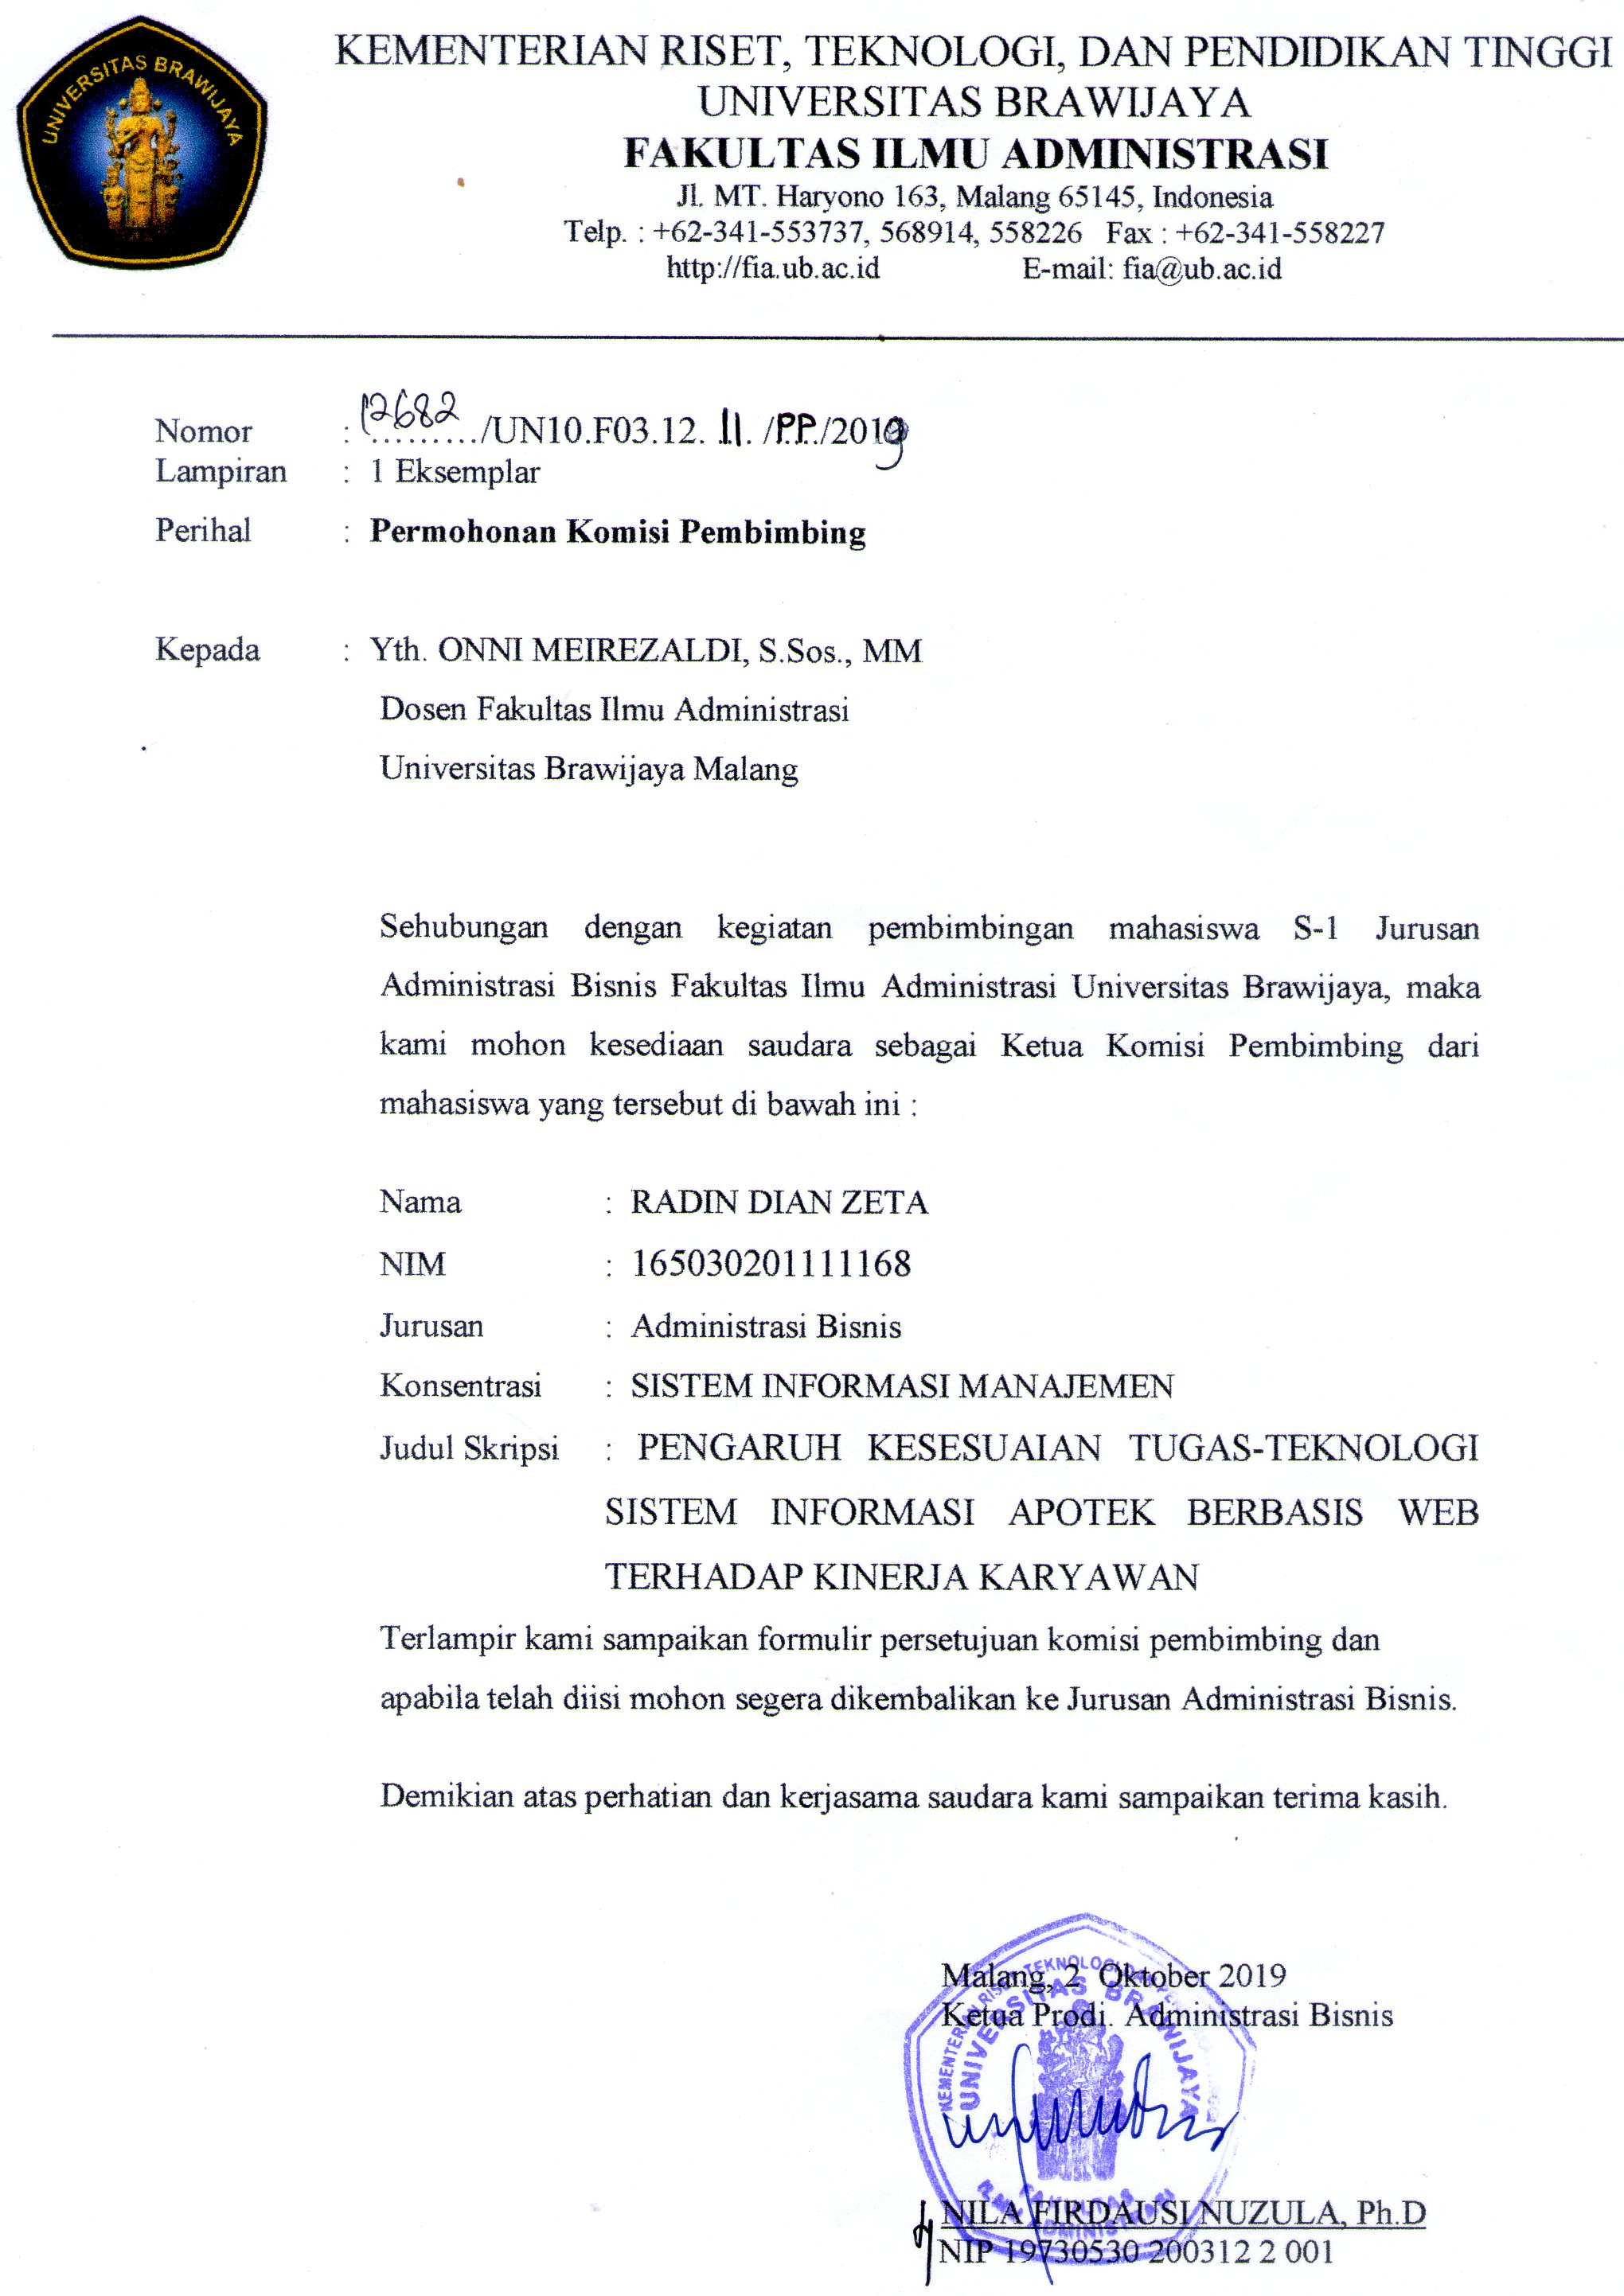 UNIVERSITAS BRAWIJAYA
KEMENTERIAN RISET, TEKNOLOGI, DAN PENDIDIKAN TINGGI
UNIVERSITAS BRAWIJAYA
FAKULTAS ILMU ADMINISTRASI
Jl. MT. Haryono 163, Malang 65145, Indonesia
Telp. : +62-341-553737, 568914, 558226 Fax : +62-341-558227
http://fia.ub.ac.id E-mail: fia@ub.ac.id
Nomor : 12682/UN10.F03.12. 11. /PP/2019
Lampiran : 1 Eksemplar
Perihal : Permohonan Komisi Pembimbing
Kepada : Yth. ONNI MEIREZALDI, S.Sos., MM
Dosen Fakultas Ilmu Administrasi
Universitas Brawijaya Malang
Sehubungan dengan kegiatan pembimbingan mahasiswa S-1 Jurusan
Administrasi Bisnis Fakultas Ilmu Administrasi Universitas Brawijaya, maka
kami mohon kesediaan saudara sebagai Ketua Komisi Pembimbing dari
mahasiswa yang tersebut di bawah ini :
Nama : RADIN DIAN ZETA
NIM : 165030201111168
Jurusan : Administrasi Bisnis
Konsentrasi : SISTEM INFORMASI MANAJEMEN
Judul Skripsi : PENGARUH KESESUAIAN TUGAS-TEKNOLOGI
SISTEM INFORMASI APOTEK BERBASIS WEB
TERHADAP KINERJA KARYAWAN
Terlampir kami sampaikan formulir persetujuan komisi pembimbing dan
apabila telah diisi mohon segera dikembalikan ke Jurusan Administrasi Bisnis.
Demikian atas perhatian dan kerjasama saudara kami sampaikan terima kasih.
Malang, 2 Oktober 2019
Ketua Prodi. Administrasi Bisnis
KEMENTERIAN RISET, TEKNOLOGI DAN
UNIVERSITAS BRAWIJAYA
FAKULTAS
ILMU ADMINISTRASI
NILA FIRDAUSI NUZULA, Ph.D
NIP 19730530 200312 2 001